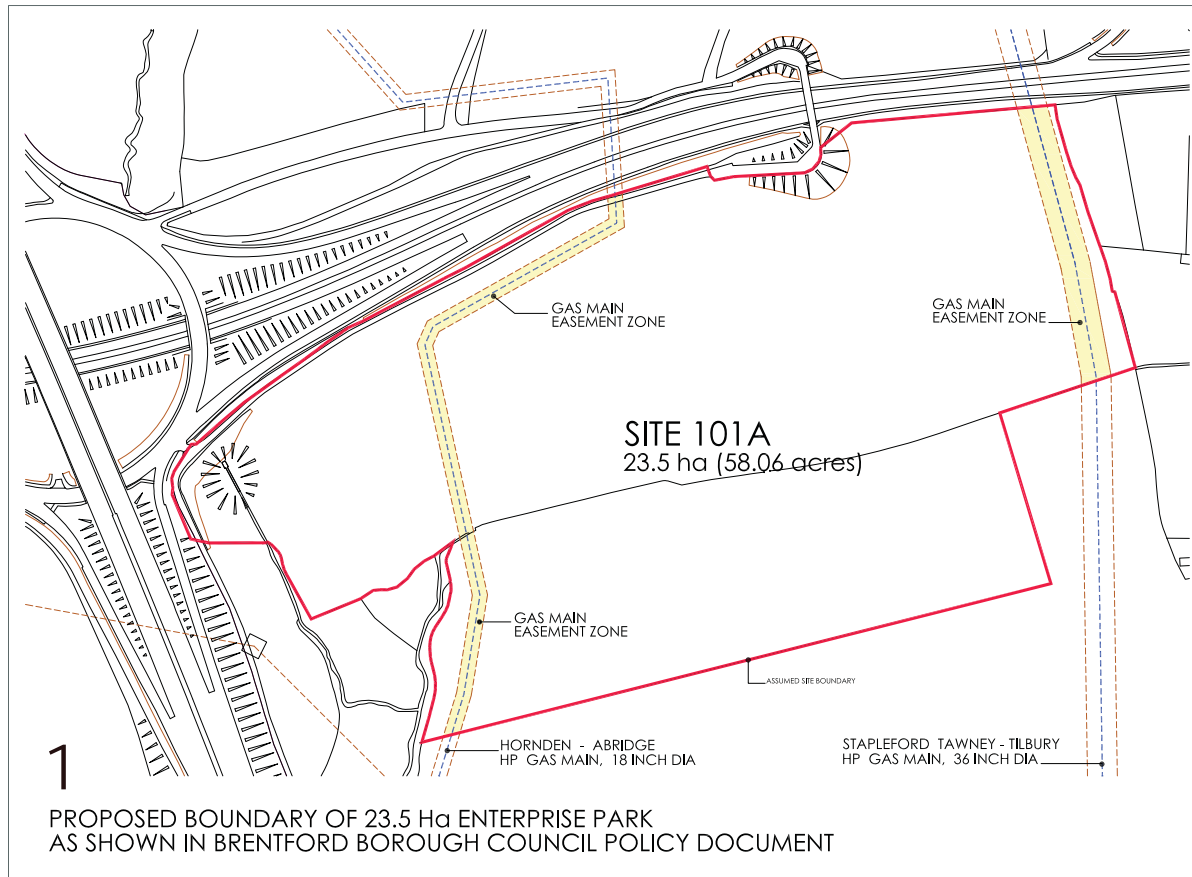 GAS MAIN
EASEMENT ZONE
GAS MAIN
EASEMENT ZONE
SITE 101A
23.5 ha (58.06 acres)
GAS MAIN
EASEMENT ZONE
ASSUMED SITE BOUNDARY
HORNDEN - ABRIDGE
HP GAS MAIN, 18 INCH DIA
STAPLEFORD TAWNEY - TILBURY
HP GAS MAIN, 36 INCH DIA
1
PROPOSED BOUNDARY OF 23.5 Ha ENTERPRISE PARK
AS SHOWN IN BRENTFORD BOROUGH COUNCIL POLICY DOCUMENT